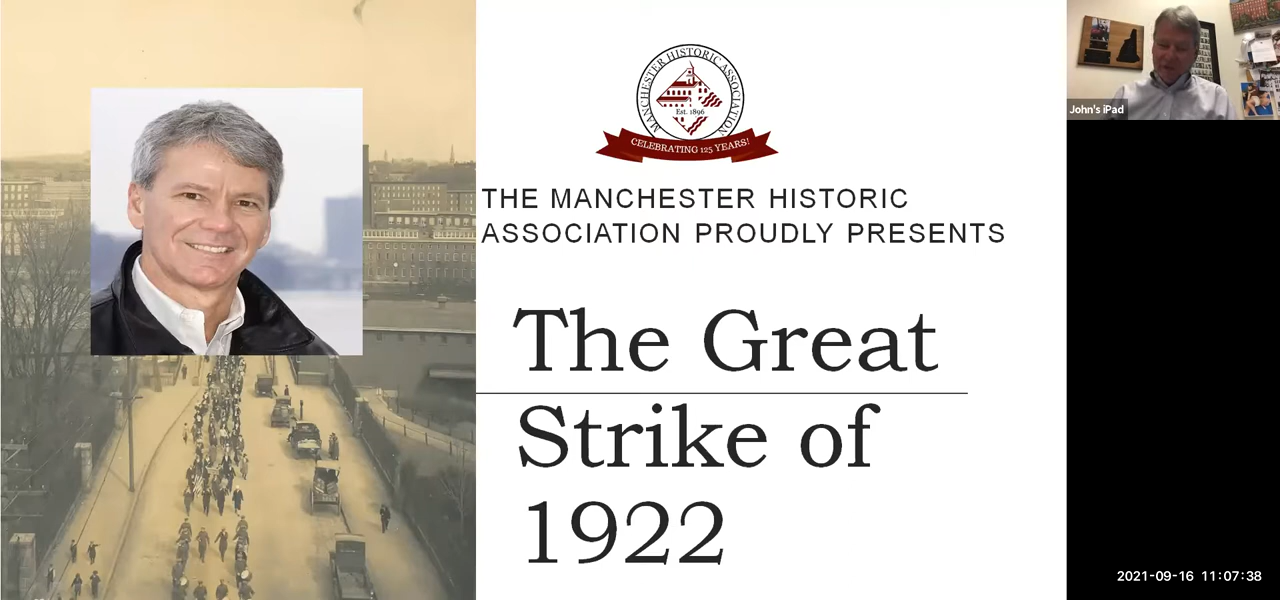 MANCHESTER HISTORIC ASSOCIATION
Est. 1896
CELEBRATING 125 YEARS!
THE MANCHESTER HISTORIC
ASSOCIATION PROUDLY PRESENTS
The Great
Strike of
1922
John's iPad
2021-09-16 11:07:38